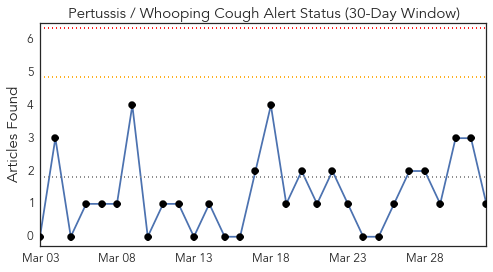 Pertussis / Whooping Cough Alert Status (30-Day Window)
Articles Found
6
5
4
3
2
1
0
Mar 03 Mar 08 Mar 13 Mar 18 Mar 23 Mar 28